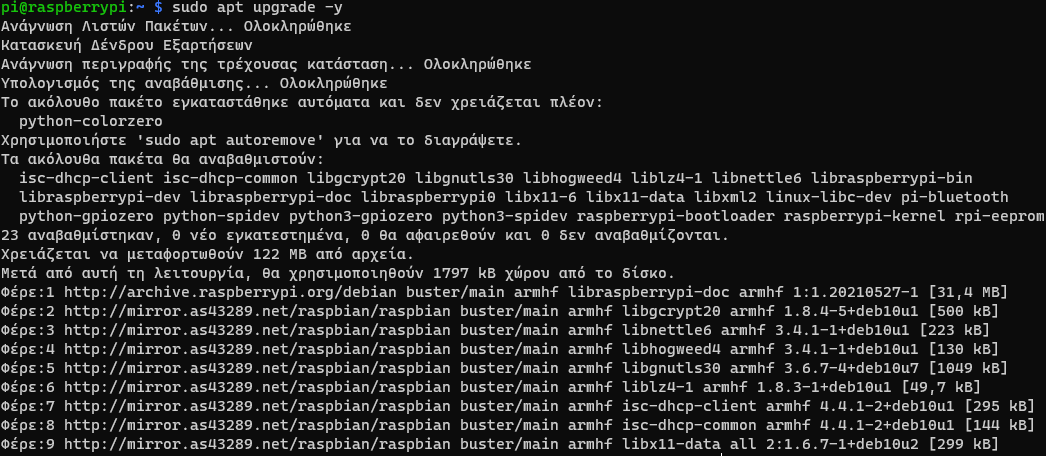 pi@raspberrypi:~ $ sudo apt upgrade -y
Ανάγνωση Λιστών Πακέτων... Ολοκληρώθηκε
Κατασκευή Δένδρου Εξαρτήσεων
Ανάγνωση περιγραφής της τρέχουσας κατάσταση... Ολοκληρώθηκε
Υπολογισμός της αναβάθμισης... Ολοκληρώθηκε
Το ακόλουθο πακέτο εγκαταστάθηκε αυτόματα και δεν χρειάζεται πλέον:
  python-colorzero
Χρησιμοποιήστε 'sudo apt autoremove' για να το διαγράψετε.
Τα ακόλουθα πακέτα θα αναβαθμιστούν:
  isc-dhcp-client isc-dhcp-common libgcrypt20 libgnutls30 libhogweed4 liblz4-1 libnettle6 libraspberrypi-bin
  libraspberrypi-dev libraspberrypi-doc libraspberrypi0 libx11-6 libx11-data libxml2 linux-libc-dev pi-bluetooth
  python-gpiozero python-spidev python3-gpiozero python3-spidev raspberrypi-bootloader raspberrypi-kernel rpi-eeprom
23 αναβαθμίστηκαν, 0 νέο εγκατεστημένα, 0 θα αφαιρεθούν και 0 δεν αναβαθμίζονται.
Χρειάζεται να μεταφορτωθούν 122 MB από αρχεία.
Μετά από αυτή τη λειτουργία, θα χρησιμοποιηθούν 1797 kB χώρου από το δίσκο.
Φέρε:1 http://archive.raspberrypi.org/debian buster/main armhf libraspberrypi-doc armhf 1:1.20210527-1 [31,4 MB]
Φέρε:2 http://mirror.as43289.net/raspbian/raspbian buster/main armhf libgcrypt20 armhf 1.8.4-5+deb10u1 [500 kB]
Φέρε:3 http://mirror.as43289.net/raspbian/raspbian buster/main armhf libnettle6 armhf 3.4.1-1+deb10u1 [223 kB]
Φέρε:4 http://mirror.as43289.net/raspbian/raspbian buster/main armhf libhogweed4 armhf 3.4.1-1+deb10u1 [130 kB]
Φέρε:5 http://mirror.as43289.net/raspbian/raspbian buster/main armhf libgnutls30 armhf 3.6.7-4+deb10u7 [1049 kB]
Φέρε:6 http://mirror.as43289.net/raspbian/raspbian buster/main armhf liblz4-1 armhf 1.8.3-1+deb10u1 [49,7 kB]
Φέρε:7 http://mirror.as43289.net/raspbian/raspbian buster/main armhf isc-dhcp-client armhf 4.4.1-2+deb10u1 [295 kB]
Φέρε:8 http://mirror.as43289.net/raspbian/raspbian buster/main armhf isc-dhcp-common armhf 4.4.1-2+deb10u1 [144 kB]
Φέρε:9 http://mirror.as43289.net/raspbian/raspbian buster/main armhf libx11-data all 2:1.6.7-1+deb10u2 [299 kB]